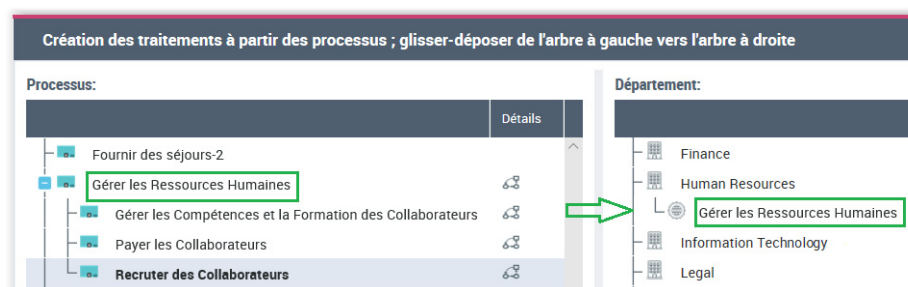 Création des traitements à partir des processus ; glisser-déposer de l'arbre à gauche vers l'arbre à droite
Processus:
Détails
Fournir des séjours-2
Gérer les Ressources Humaines
Gérer les Compétences et la Formation des Collaborateurs
Payer les Collaborateurs
Recruter des Collaborateurs
Département:
Finance
Human Resources
Gérer les Ressources Humaines
Information Technology
Legal